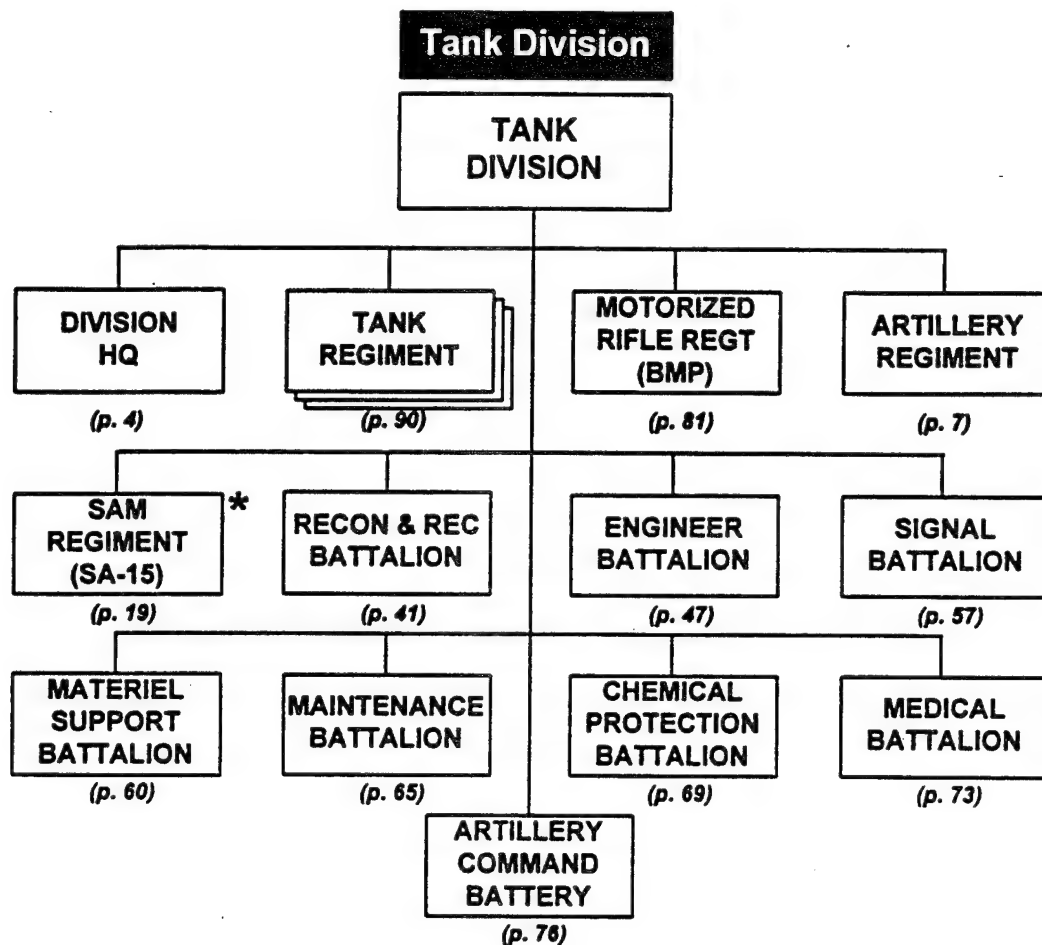 Tank Division
TANK
DIVISION
DIVISION
HQ
(p. 4)
TANK
REGIMENT
(p. 90)
MOTORIZED
RIFLE REGT
(BMP)
(p. 81)
ARTILLERY
REGIMENT
(p. 7)
SAM
REGIMENT
(SA-15)
*
(p. 19)
RECON & REC
BATTALION
(p. 41)
ENGINEER
BATTALION
(p. 47)
SIGNAL
BATTALION
(p. 57)
MATERIEL
SUPPORT
BATTALION
(p. 60)
MAINTENANCE
BATTALION
(p. 65)
CHEMICAL
PROTECTION
BATTALION
(p. 69)
MEDICAL
BATTALION
(p. 73)
ARTILLERY
COMMAND
BATTERY
(p. 76)